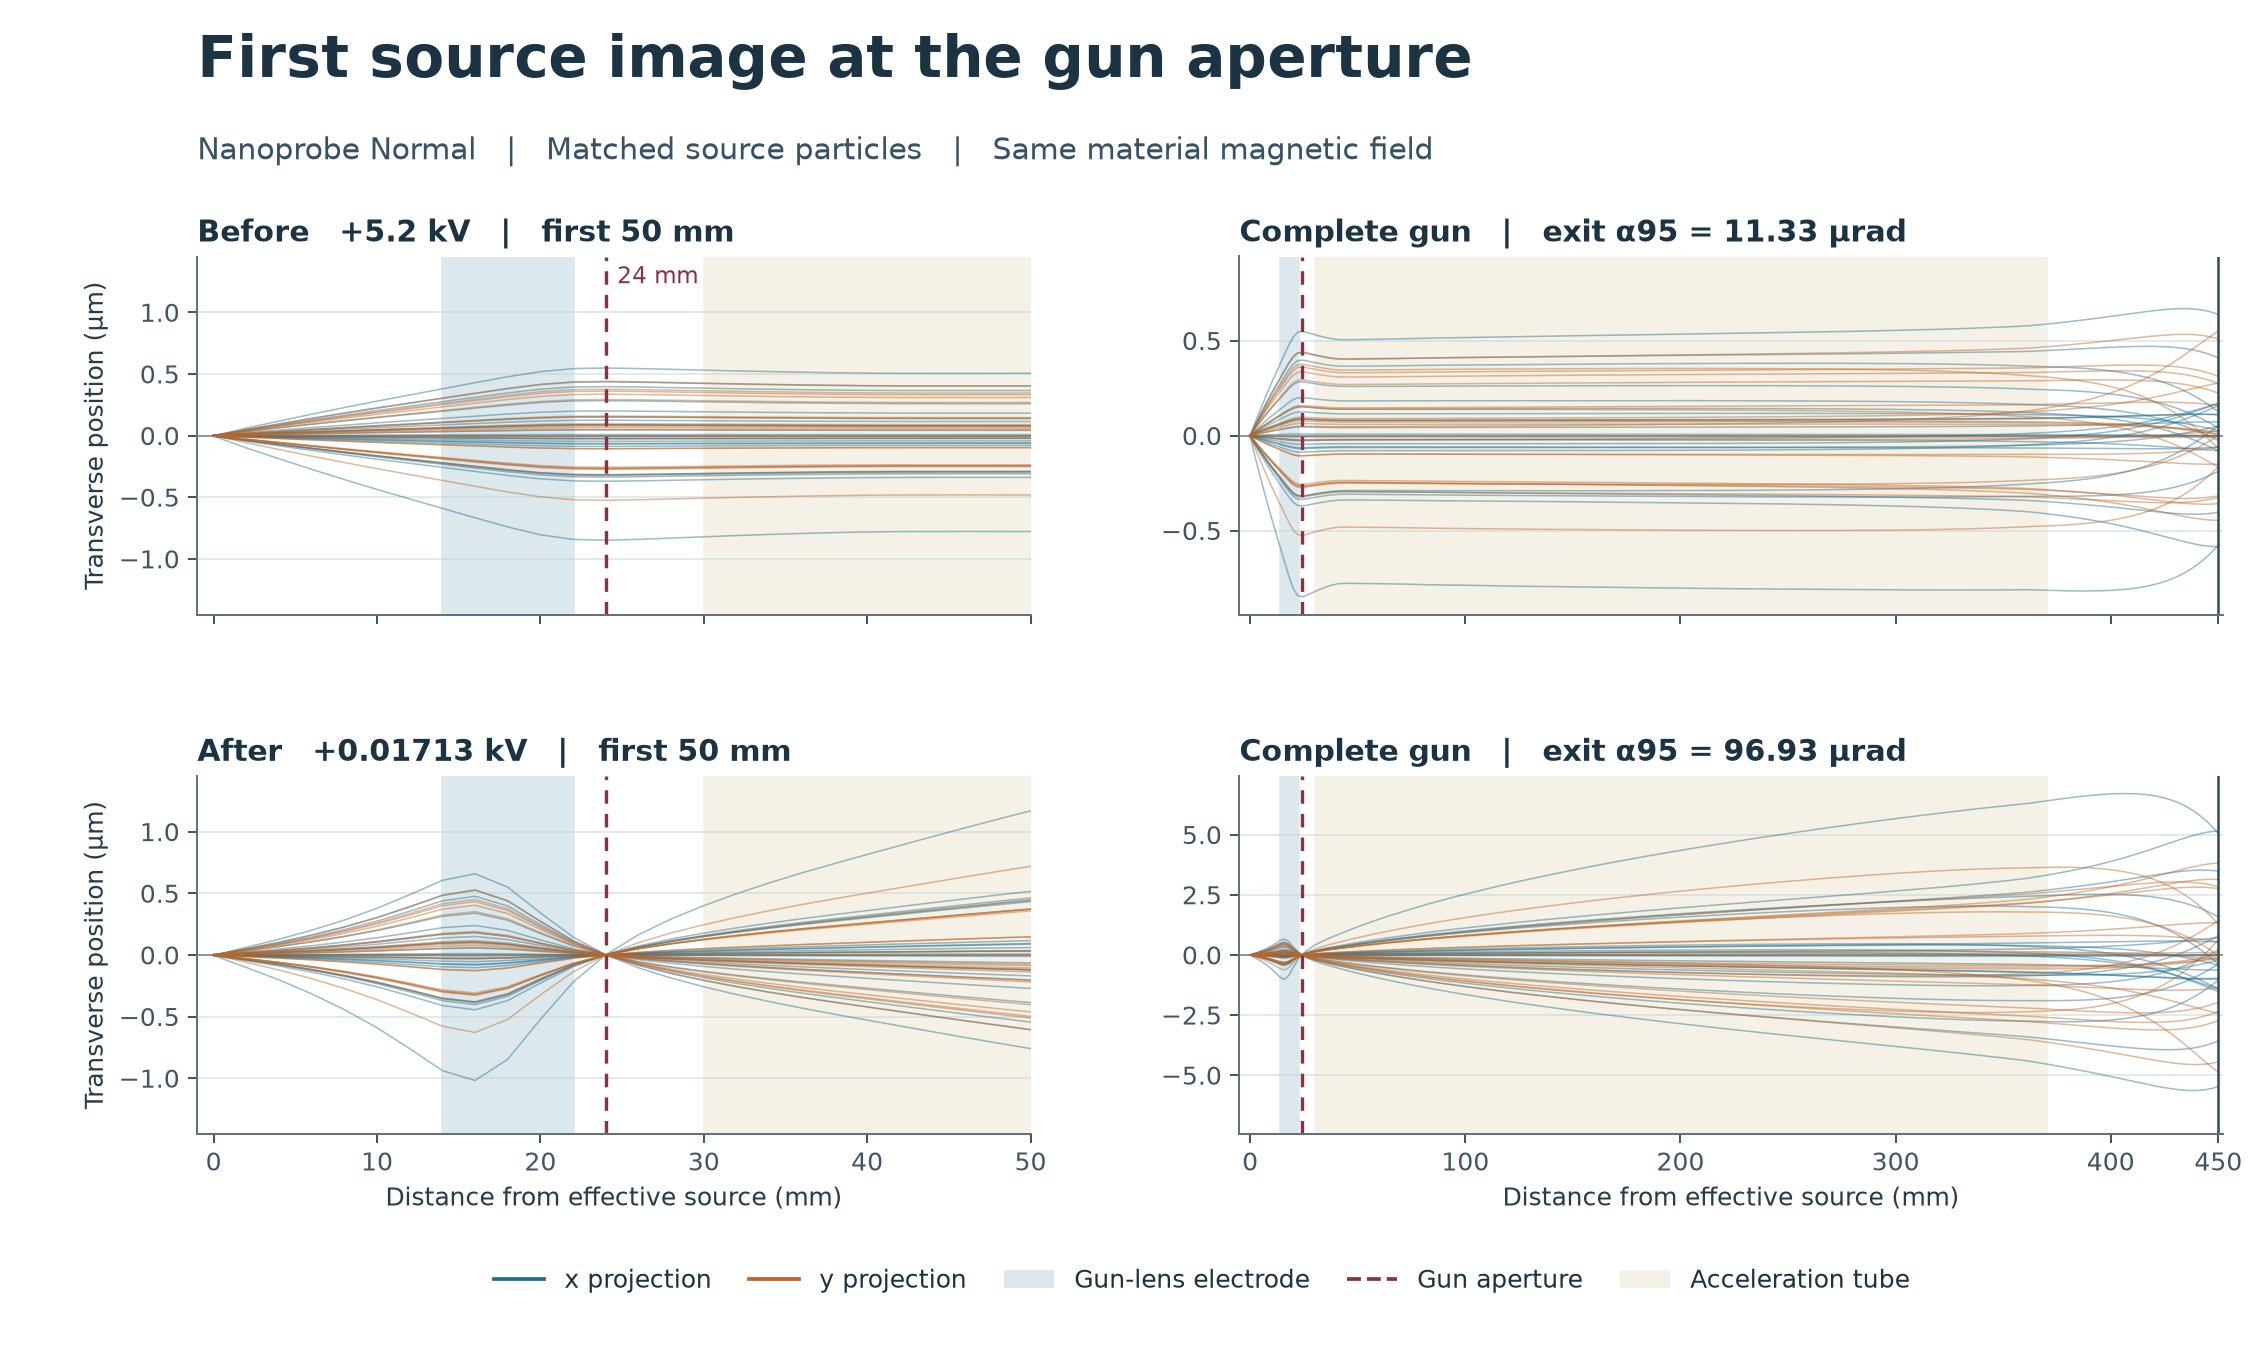 First source image at the gun aperture
Nanoprobe Normal | Matched source particles | Same material magnetic field
Before +5.2 kV | first 50 mm
Complete gun | exit α95 = 11.33 µrad
Transverse position (µm)
1.0
0.5
0.0
−0.5
−1.0
24 mm
0.5
0.0
−0.5
After +0.01713 kV | first 50 mm
Complete gun | exit α95 = 96.93 µrad
Transverse position (µm)
1.0
0.5
0.0
−0.5
−1.0
5.0
2.5
0.0
−2.5
−5.0
0 10 20 30 40 50
0 100 200 300 400 450
Distance from effective source (mm)
Distance from effective source (mm)
x projection y projection Gun-lens electrode Gun aperture Acceleration tube